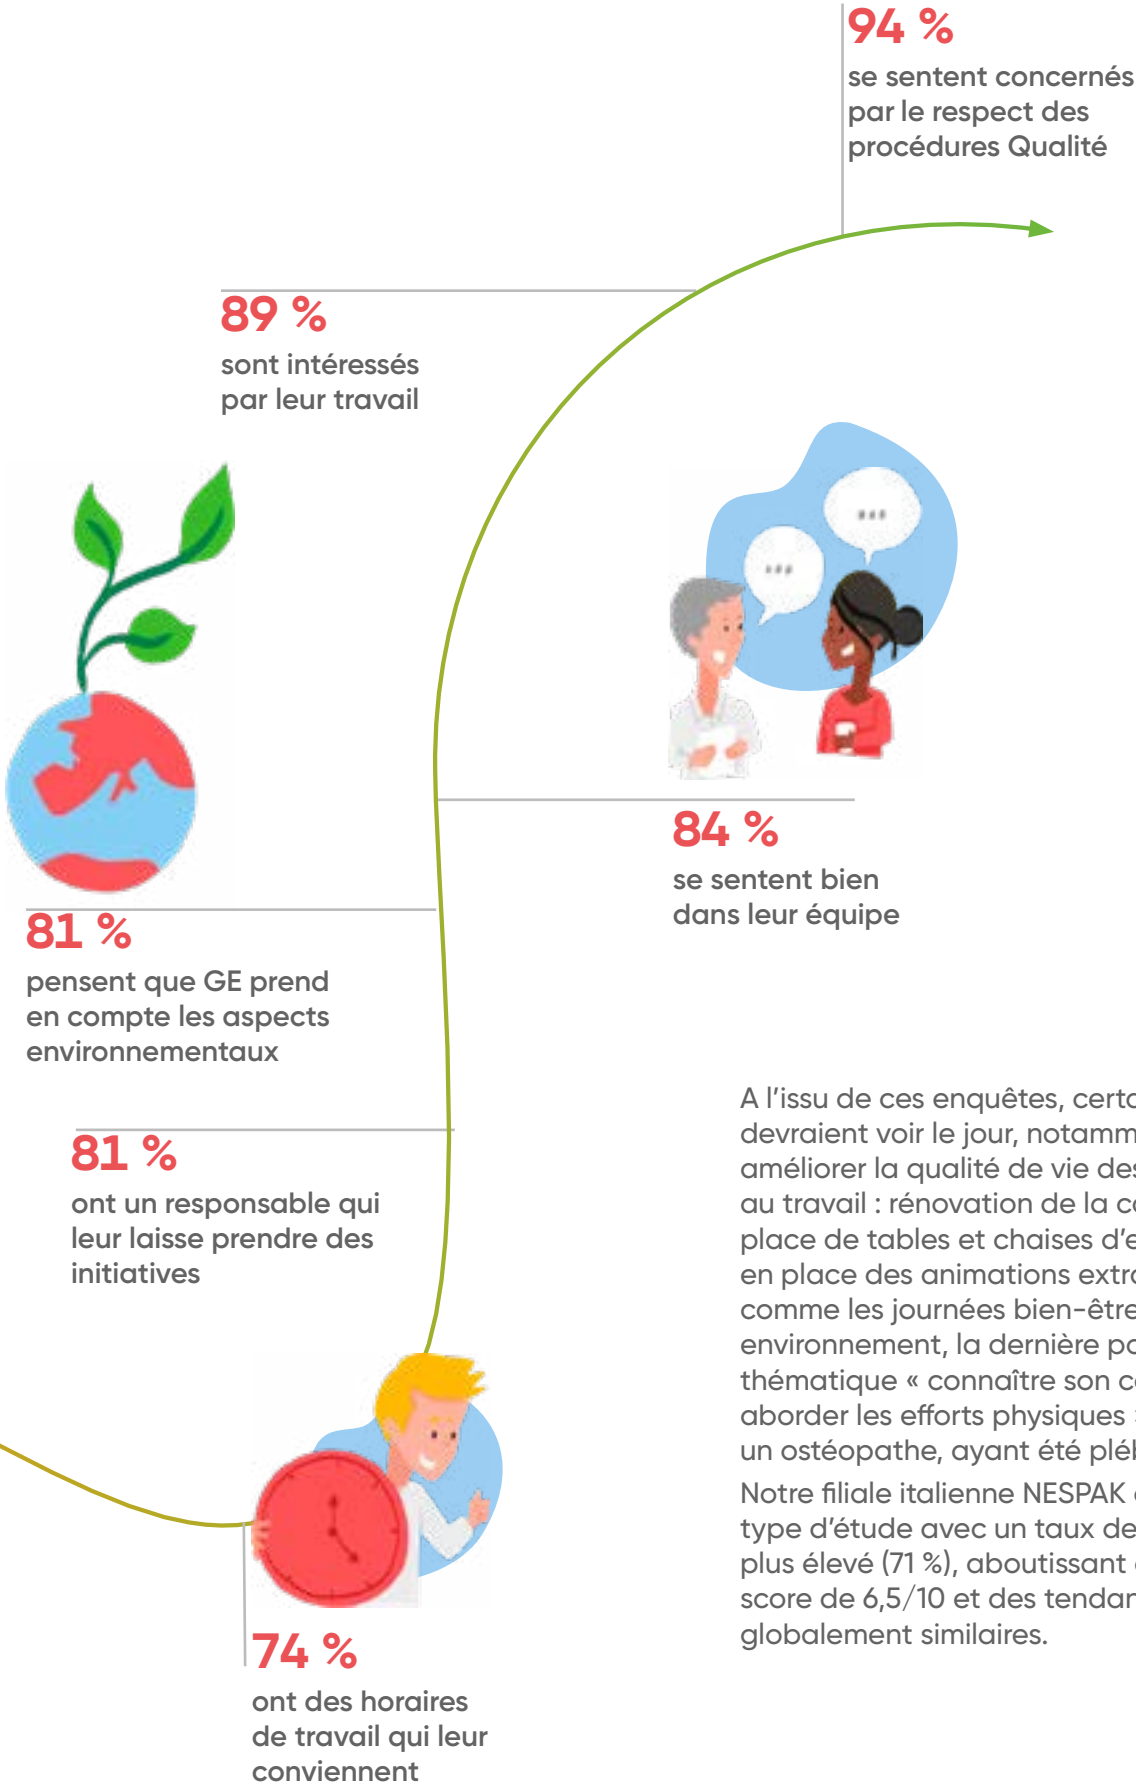 94 %
se sentent concernés
par le respect des
procédures Qualité
89 %
sont intéressés
par leur travail
84 %
se sentent bien
dans leur équipe
81 %
pensent que GE prend
en compte les aspects
environnementaux
81 %
ont un responsable qui
leur laisse prendre des
initiatives
74 %
ont des horaires
de travail qui leur
conviennent
A l'issu de ces enquêtes,
devraient voir le jour,
améliorer la qualité de vie des
au travail : rénovation de la
place de tables et chaises
en place des animations
comme les journées bien-être
environnement, la dernière
thématique « connaître son
aborder les efforts physiques
un ostéopathe, ayant été
Notre filiale italienne NESPAK
type d'étude avec un taux de
plus élevé (71 %), aboutissant
score de 6,5/10 et des
globalement similaires.